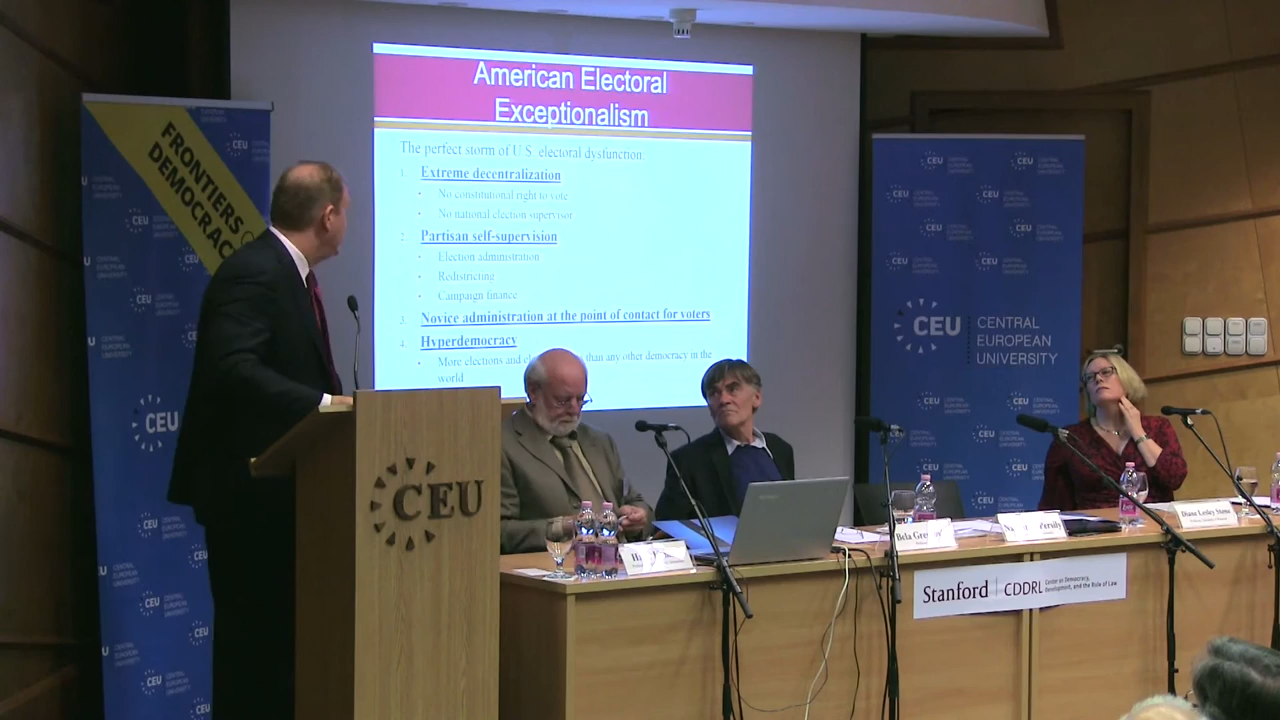 American Electoral
Exceptionalism
The perfect storm of U.S. electoral dysfunction:
1. Extreme decentralization
• No constitutional right to vote
• No national election supervisor
2. Partisan self-supervision
• Election administration
• Redistricting
• Campaign finance
3. Novice administration at the point of contact for voters
4. Hyperdemocracy
• More elections and than any other democracy in the
world
FRONTIERS
DEMOCRAC
CEU
CEU
CEU
CENTRAL
EUROPEAN
UNIVERSITY
Bela
Diane Lesley Stone
Stanford
CDDRL
Center on Democracy,
Development, and the Rule of Law